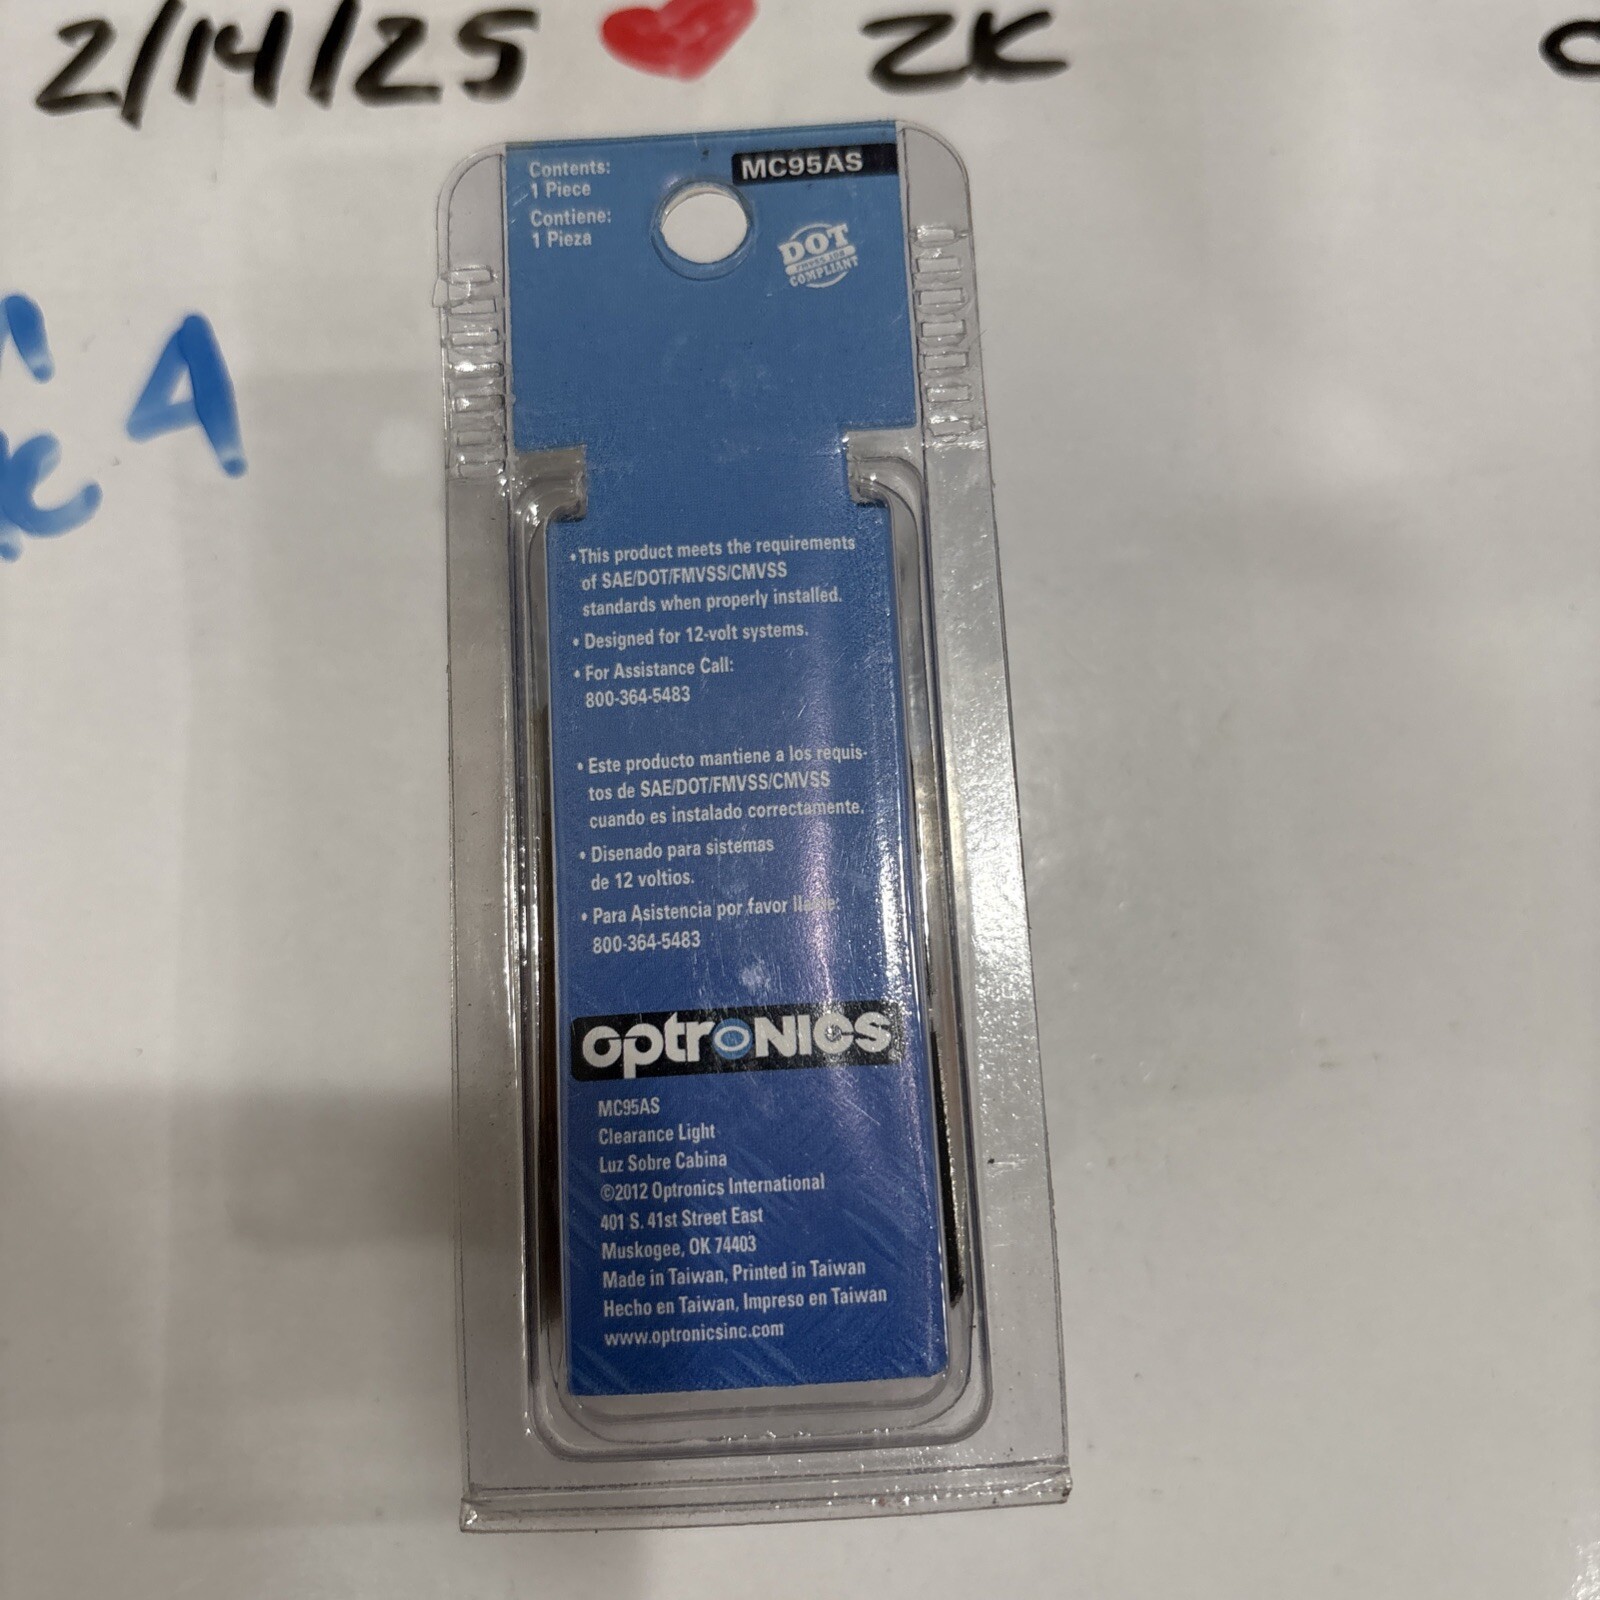 2/14/25 ZK
A
Contents:
1 Piece
Contiene:
1 Pieza
MC95AS
DOT
FMVSS 108
COMPLIANT
• This product meets the requirements
of SAE/DOT/FMVSS/CMVSS
standards when properly installed.
• Designed for 12-volt systems.
• For Assistance Call:
800-364-5483
• Este producto mantiene a los requis-
tos de SAE/DOT/FMVSS/CMVSS
cuando es instalado correctamente.
• Disenado para sistemas
de 12 voltios.
• Para Asistencia por favor llame:
800-364-5483
optronics
MC95AS
Clearance Light
Luz Sobre Cabina
©2012 Optronics International
401 S. 41st Street East
Muskogee, OK 74403
Made in Taiwan, Printed in Taiwan
Hecho en Taiwan, Impreso en Taiwan
www.optronicsinc.com